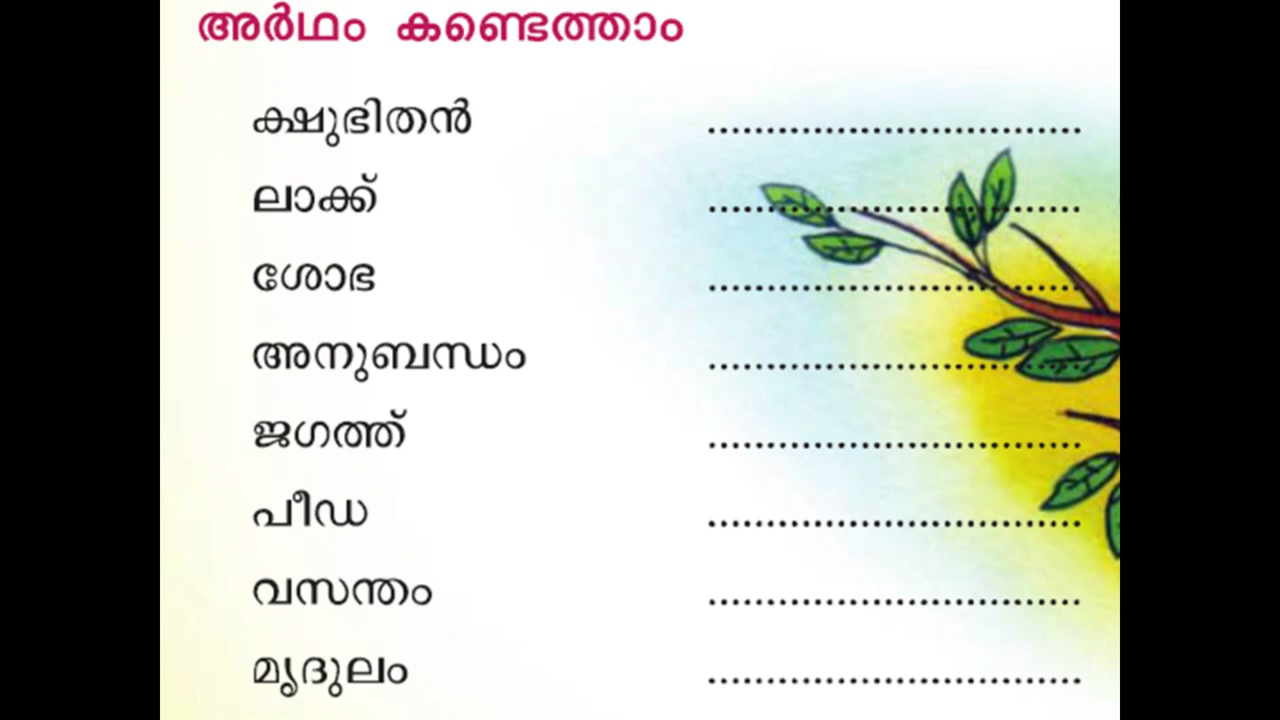 അർഥം കണ്ടെത്താം
ക്ഷുഭിതൻ ................................
ലാക്ക് ................................
ശോഭ ................................
അനുബന്ധം ................................
ജഗത്ത് ................................
പീഡ ................................
വസന്തം ................................
മൃദുലം ................................